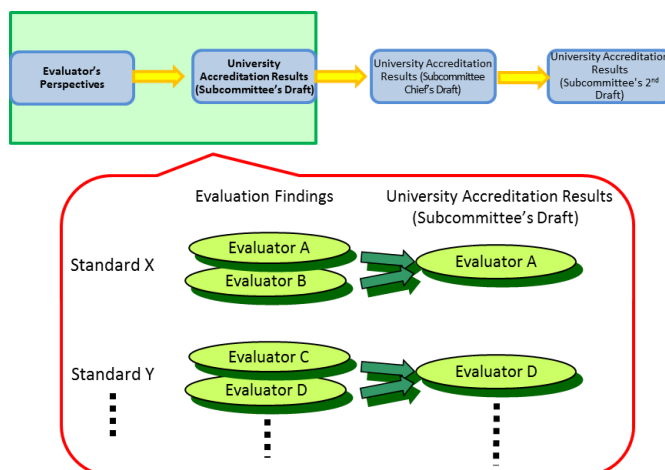 Evaluator's
Perspectives
University
Accreditation Results
(Subcommittee's Draft)
University Accreditation
Results (Subcommittee
Chief's Draft)
University Accreditation
Results
(Subcommittee's 2nd
Draft)
Evaluation Findings
University Accreditation Results
(Subcommittee's Draft)
Standard X
Evaluator A
Evaluator B
Evaluator A
Standard Y
Evaluator C
Evaluator D
Evaluator D